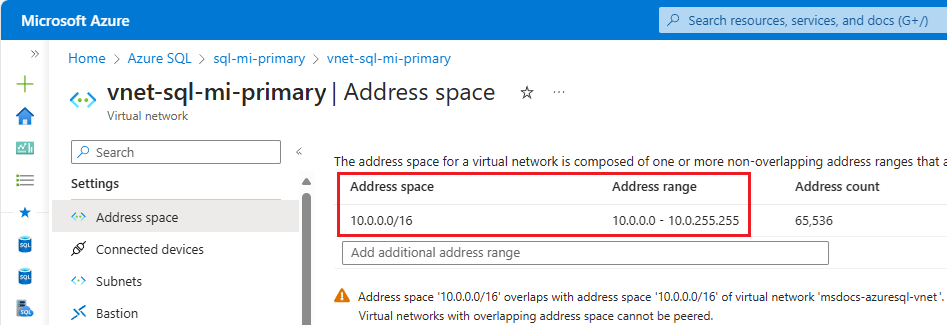 Microsoft Azure
Search resources, services, and docs (G+/)
Home > Azure SQL > sql-mi-primary > vnet-sql-mi-primary
vnet-sql-mi-primary | Address space
Virtual network
Search
Settings
Address space
Connected devices
Subnets
Bastion
The address space for a virtual network is composed of one or more non-overlapping address ranges that a
Address space Address range Address count
10.0.0.0/16 10.0.0.0 - 10.0.255.255 65,536
Add additional address range
Address space '10.0.0.0/16' overlaps with address space '10.0.0.0/16' of virtual network 'msdocs-azuresql-vnet'.
Virtual networks with overlapping address space cannot be peered.